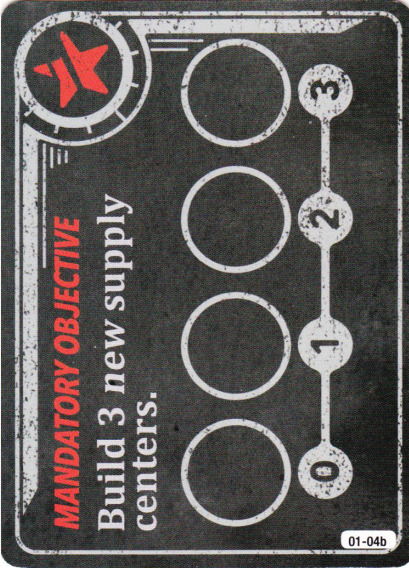 MANDATORY OBJECTIVE
Build 3 new supply
centers.
0 1 2 3
01-04b